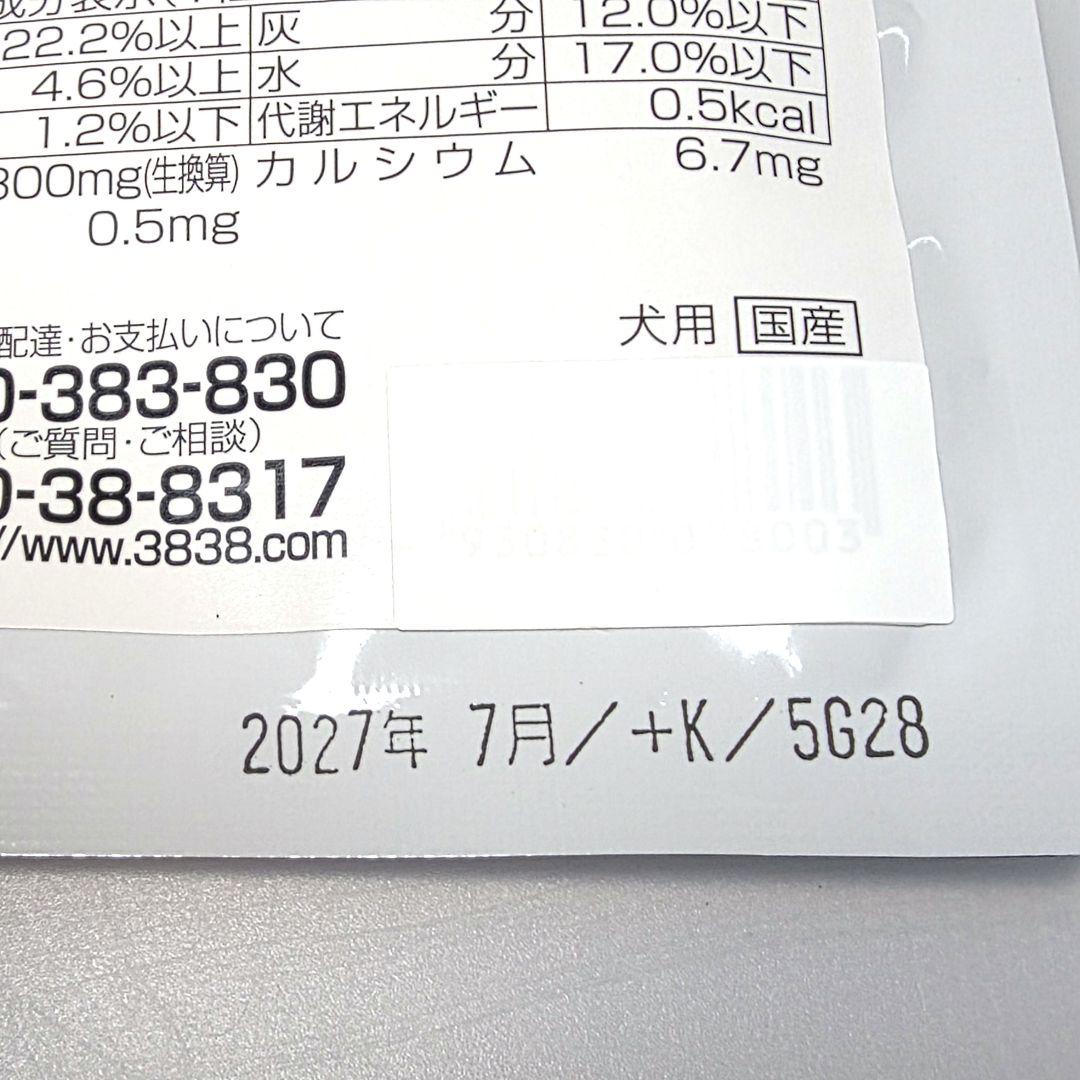 22.2%以上 灰 分 12.0%以下
4.6%以上 水 分 17.0%以下
1.2%以下 代謝エネルギー 0.5kcal
300mg(生換算) カルシウム 6.7mg
0.5mg
犬用 国産
配達・お支払いについて
0-383-830
(ご質問・ご相談)
0-38-8317
//www.3838.com
2027年 7月/+K/5G28